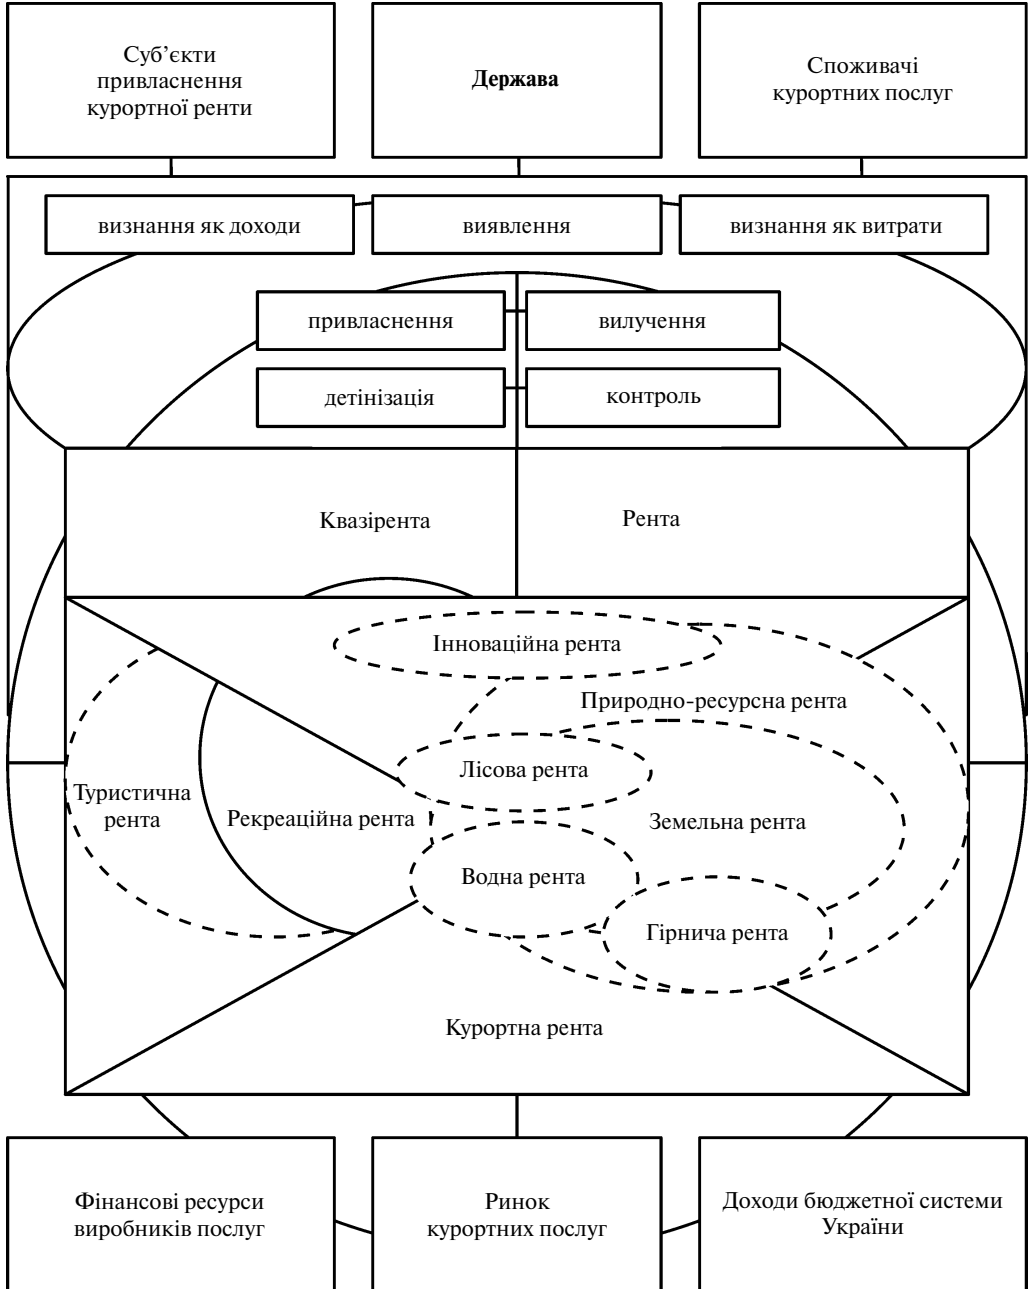 Суб’єкти
привласнення
курортної ренти
Держава
Споживачі
курортних послуг
визнання як доходи
виявлення
визнання як витрати
привласнення
вилучення
детінізація
контроль
Квазірента
Рента
Інноваційна рента
Природно-ресурсна рента
Лісова рента
Туристична
рента
Рекреаційна рента
Земельна рента
Водна рента
Гірнича рента
Курортна рента
Фінансові ресурси
виробників послуг
Ринок
курортних послуг
Доходи бюджетної системи
України